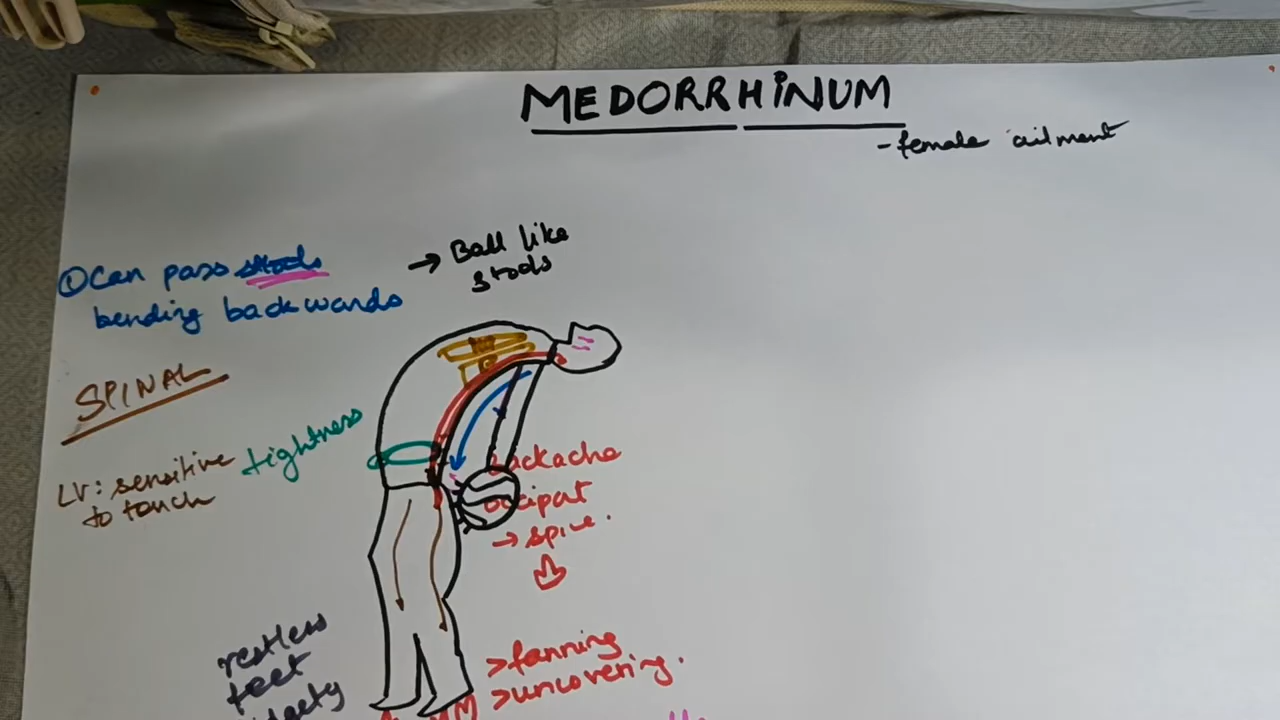 MEDORRHINUM
- female ailment
① Can pass stools
bending backwards
→ Ball like
stools
SPINAL
tightness
LV: sensitive
to touch
backache
occiput
→ spine.
restless
feet
>fanning
>uncovering.